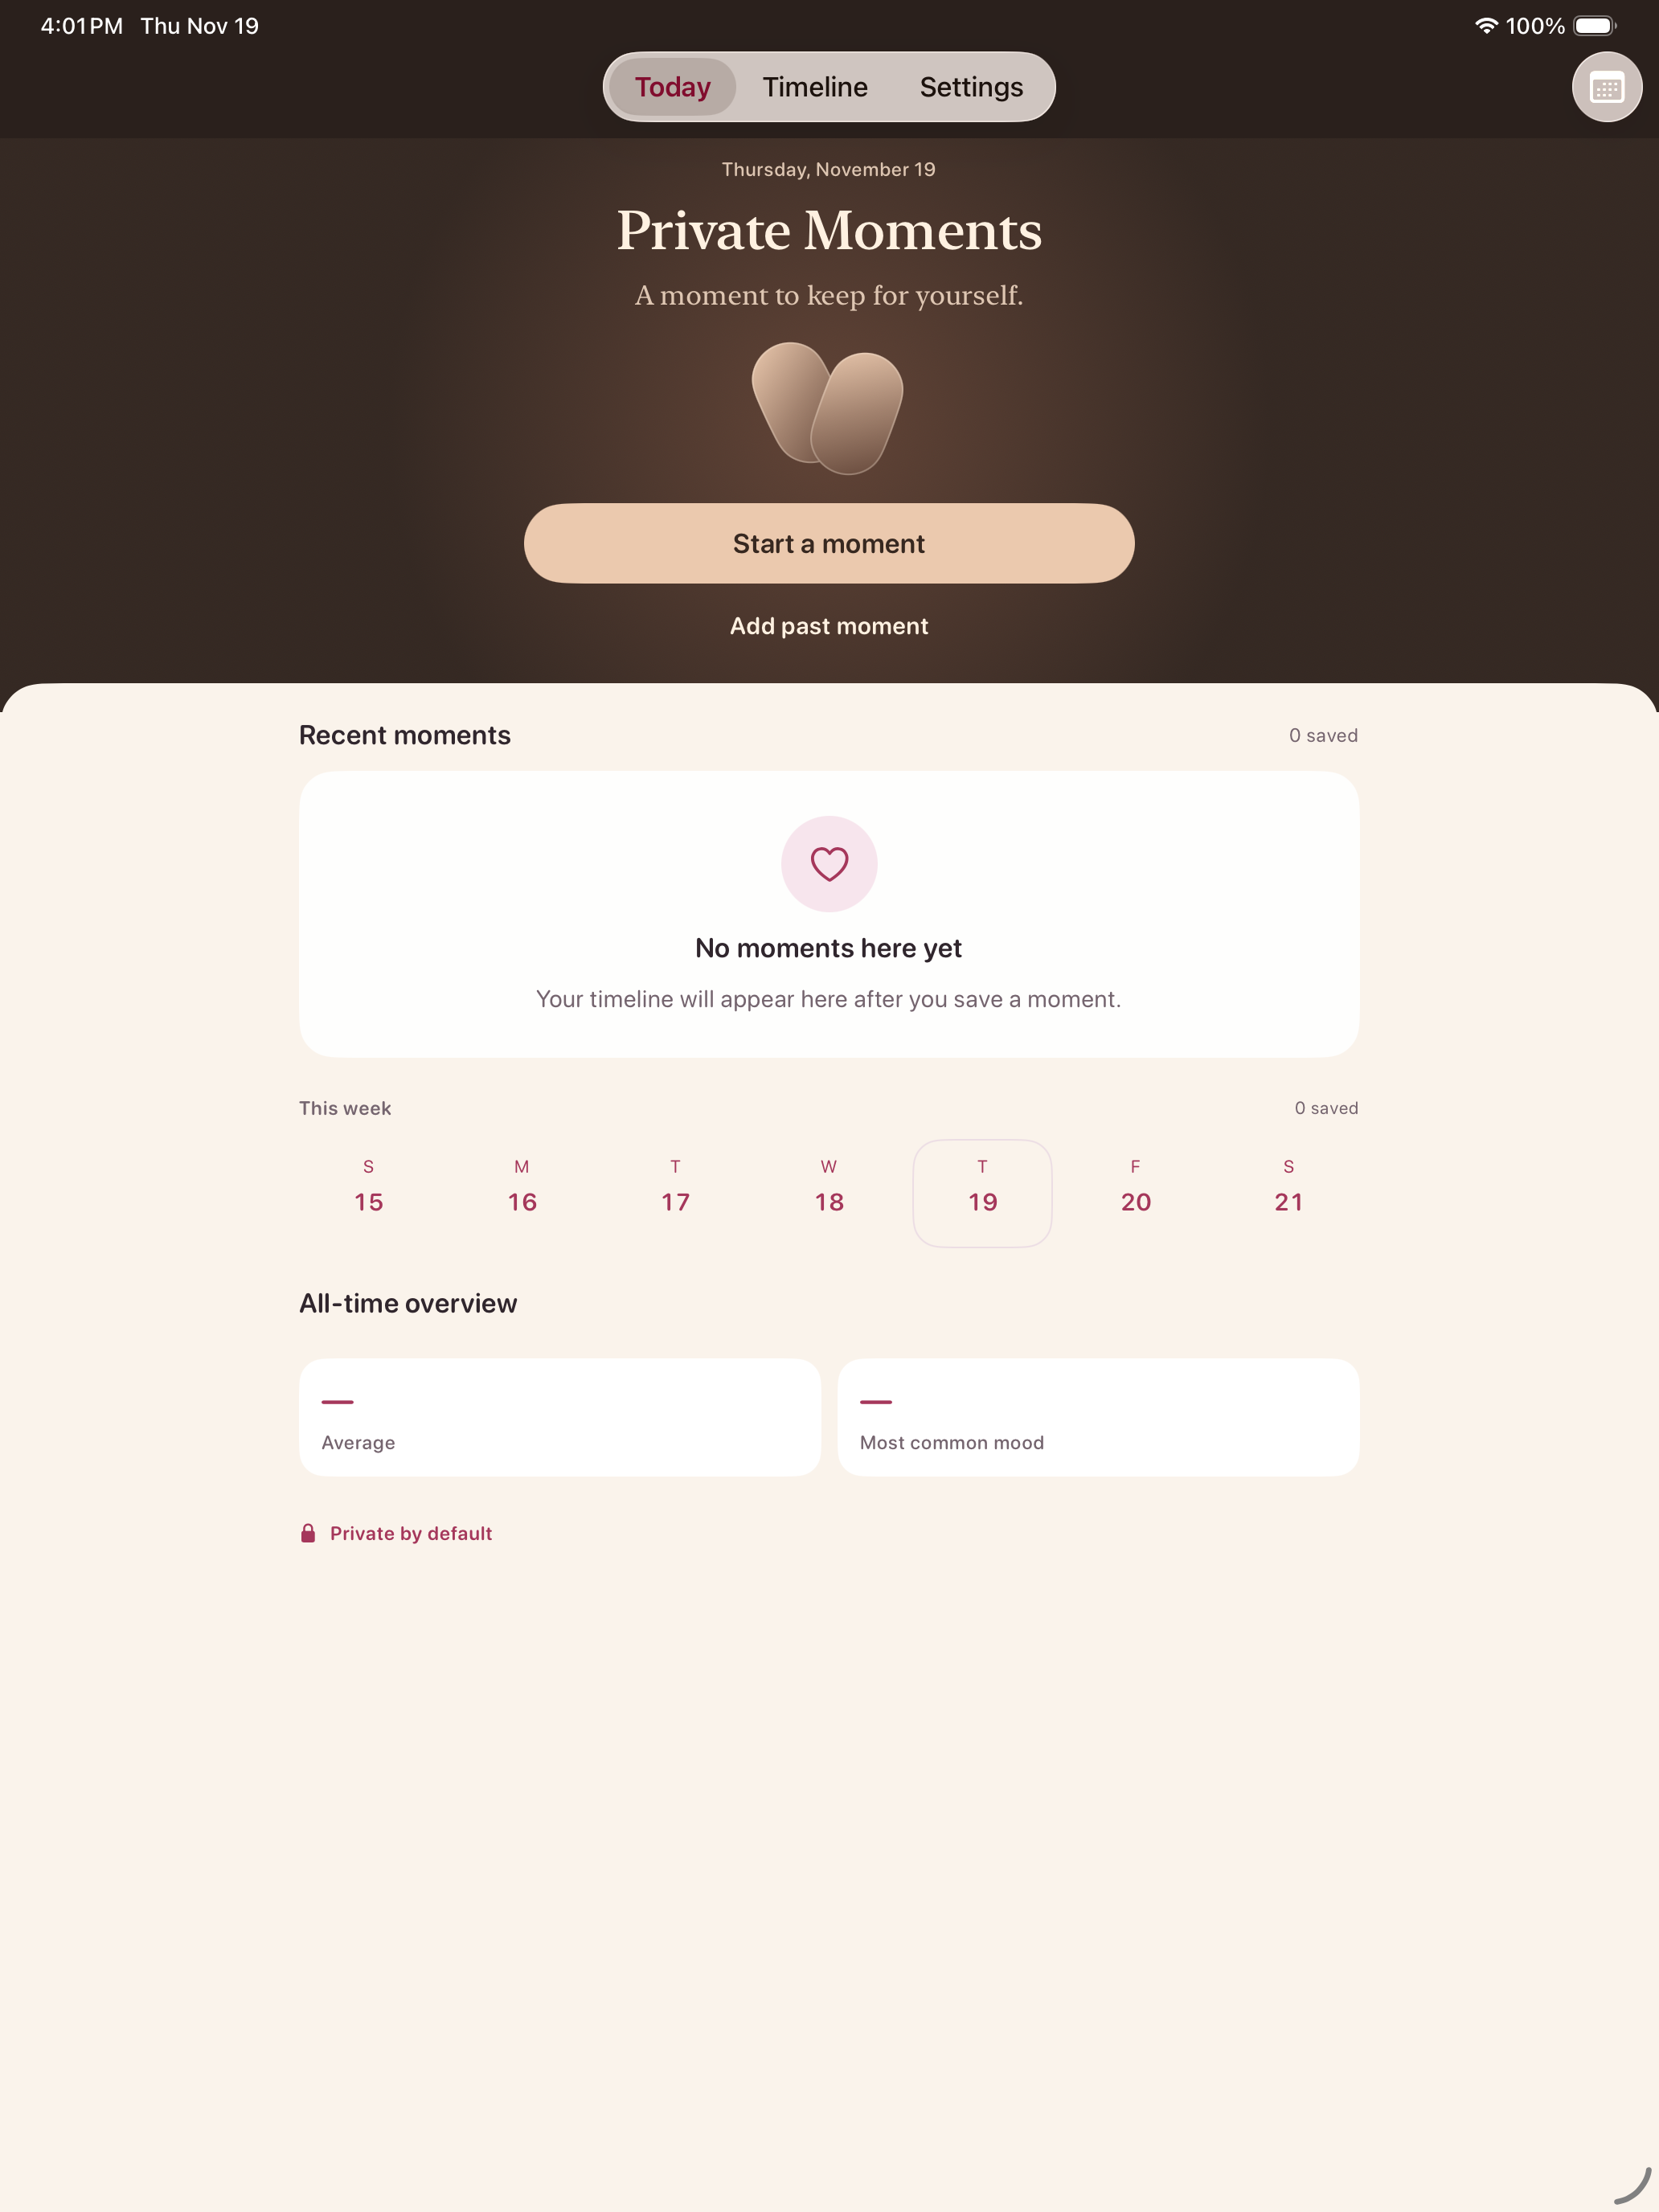 4:01 PM Thu Nov 19
100%
Today Timeline Settings
Thursday, November 19
Private Moments
A moment to keep for yourself.
Start a moment
Add past moment
Recent moments 0 saved
No moments here yet
Your timeline will appear here after you save a moment.
This week 0 saved
S M T W T F S
15 16 17 18 19 20 21
All-time overview
— —
Average Most common mood
Private by default